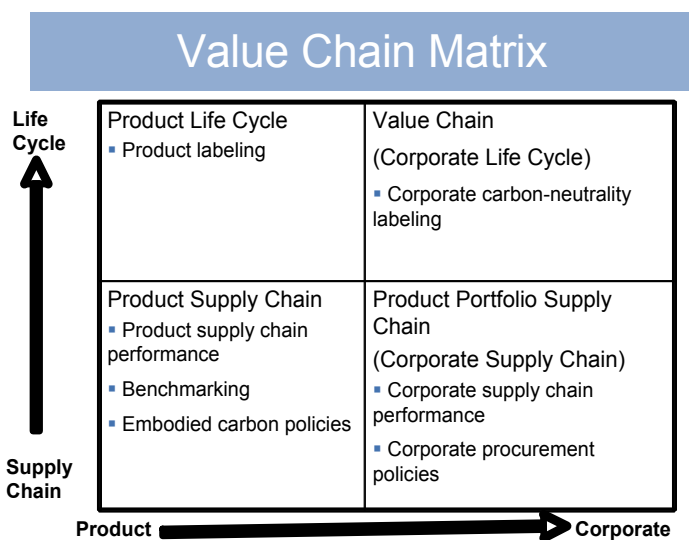 Value Chain Matrix
Life
Cycle
Product Life Cycle
▪ Product labeling
Value Chain
(Corporate Life Cycle)
▪ Corporate carbon-neutrality
labeling
Product Supply Chain
▪ Product supply chain
performance
▪ Benchmarking
▪ Embodied carbon policies
Product Portfolio Supply
Chain
(Corporate Supply Chain)
▪ Corporate supply chain
performance
▪ Corporate procurement
policies
Supply
Chain
Product
Corporate